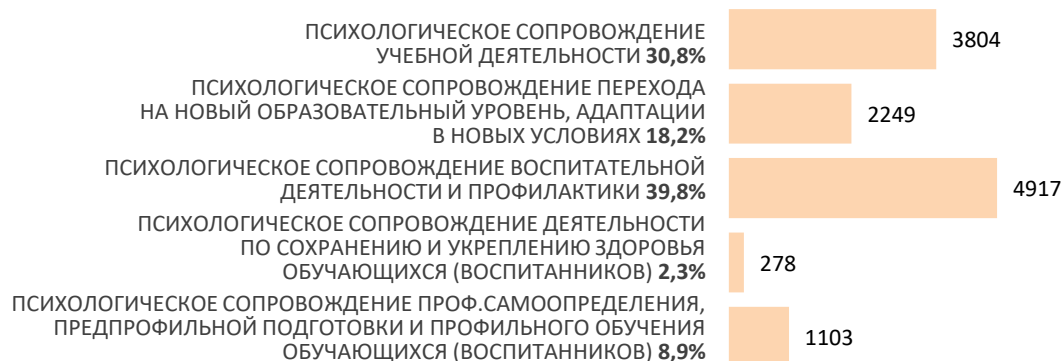 ПСИХОЛОГИЧЕСКОЕ СОПРОВОЖДЕНИЕ
УЧЕБНОЙ ДЕЯТЕЛЬНОСТИ 30,8%
3804
ПСИХОЛОГИЧЕСКОЕ СОПРОВОЖДЕНИЕ ПЕРЕХОДА
НА НОВЫЙ ОБРАЗОВАТЕЛЬНЫЙ УРОВЕНЬ, АДАПТАЦИИ
В НОВЫХ УСЛОВИЯХ 18,2%
2249
ПСИХОЛОГИЧЕСКОЕ СОПРОВОЖДЕНИЕ ВОСПИТАТЕЛЬНОЙ
ДЕЯТЕЛЬНОСТИ И ПРОФИЛАКТИКИ 39,8%
4917
ПСИХОЛОГИЧЕСКОЕ СОПРОВОЖДЕНИЕ ДЕЯТЕЛЬНОСТИ
ПО СОХРАНЕНИЮ И УКРЕПЛЕНИЮ ЗДОРОВЬЯ
ОБУЧАЮЩИХСЯ (ВОСПИТАННИКОВ) 2,3%
278
ПСИХОЛОГИЧЕСКОЕ СОПРОВОЖДЕНИЕ ПРОФ.САМООПРЕДЕЛЕНИЯ,
ПРЕДПРОФИЛЬНОЙ ПОДГОТОВКИ И ПРОФИЛЬНОГО ОБУЧЕНИЯ
ОБУЧАЮЩИХСЯ (ВОСПИТАННИКОВ) 8,9%
1103